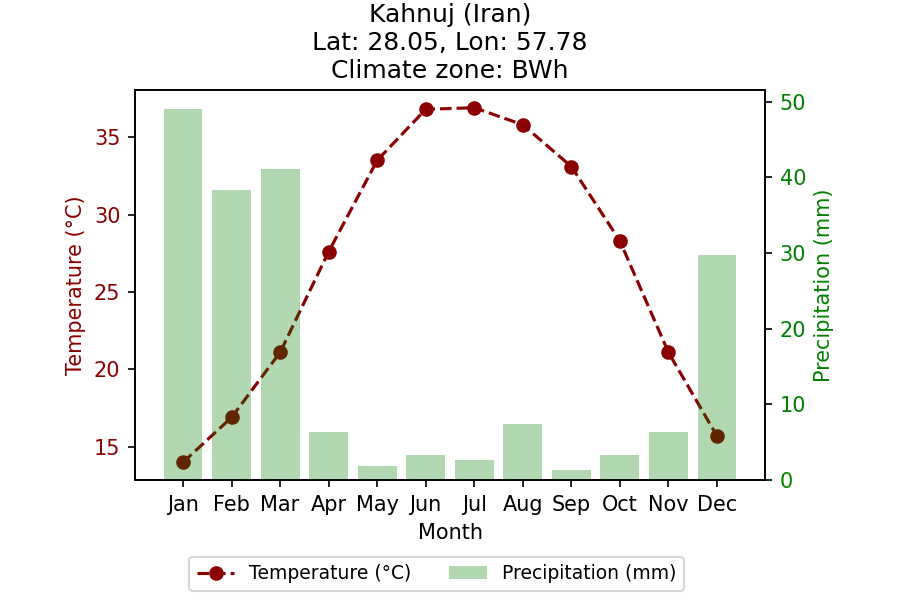 Kahnuj (Iran)
Lat: 28.05, Lon: 57.78
Climate zone: BWh
Temperature (°C)
35
30
25
20
15
50
40
30
20
10
0
Precipitation (mm)
Jan Feb Mar Apr May Jun Jul Aug Sep Oct Nov Dec
Month
Temperature (°C) Precipitation (mm)